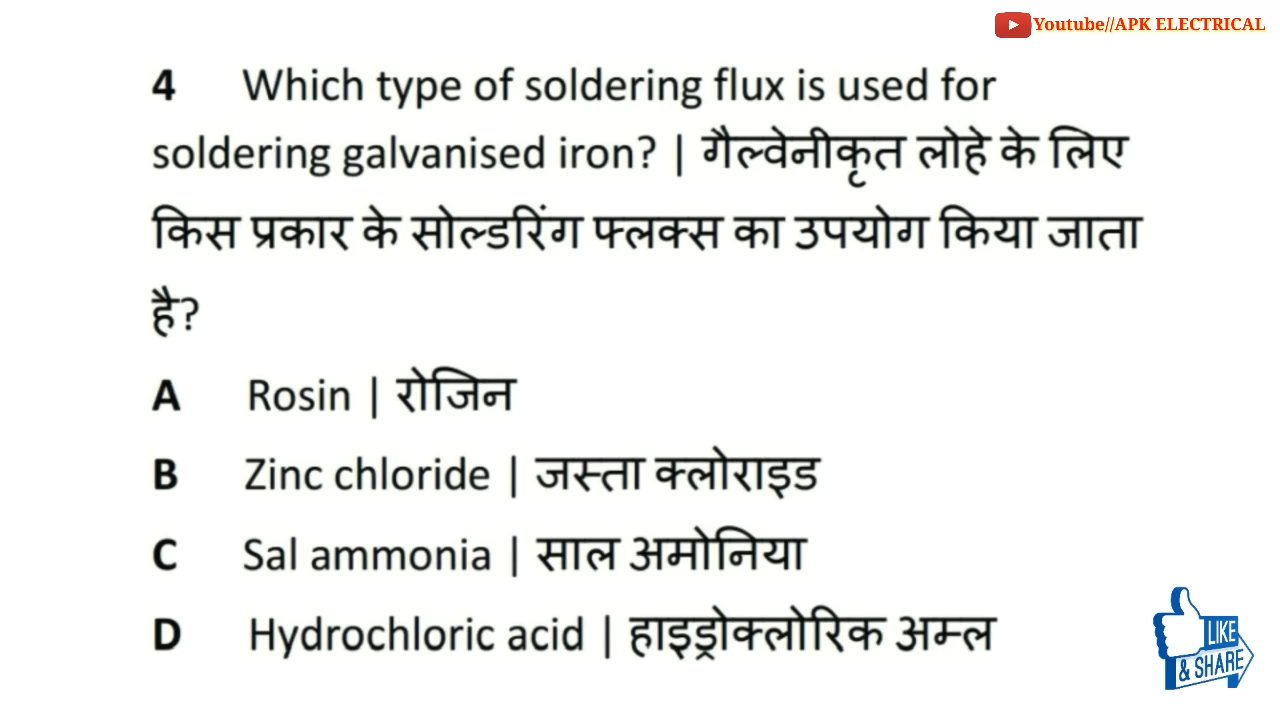 Youtube//APK ELECTRICAL
4 Which type of soldering flux is used for
soldering galvanised iron? | गैल्वेनीकृत लोहे के लिए
किस प्रकार के सोल्डरिंग फ्लक्स का उपयोग किया जाता
है?
A Rosin | रोजिन
B Zinc chloride | जस्ता क्लोराइड
C Sal ammonia | साल अमोनिया
D Hydrochloric acid | हाइड्रोक्लोरिक अम्ल
LIKE
& SHARE